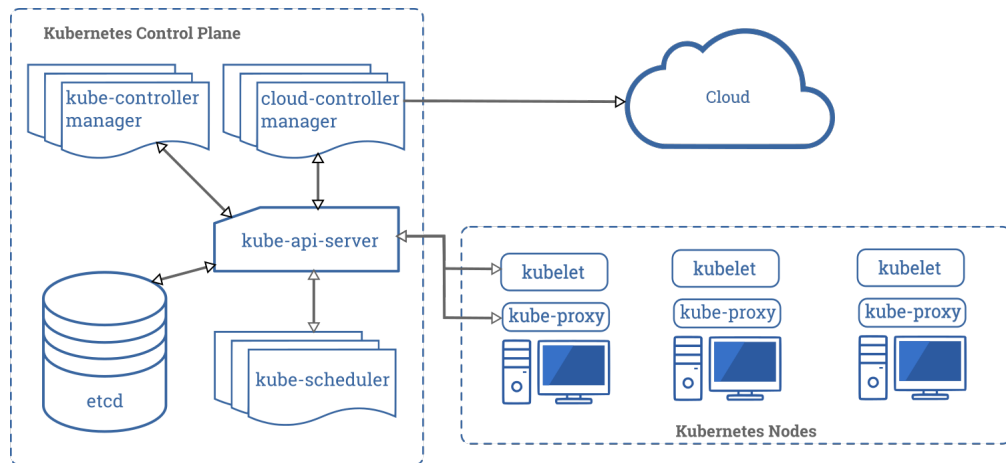 Kubernetes Control Plane
kube-controller
manager
cloud-controller
manager
Cloud
kube-api-server
etcd
kube-scheduler
kubelet
kubelet
kubelet
kube-proxy
kube-proxy
kube-proxy
Kubernetes Nodes